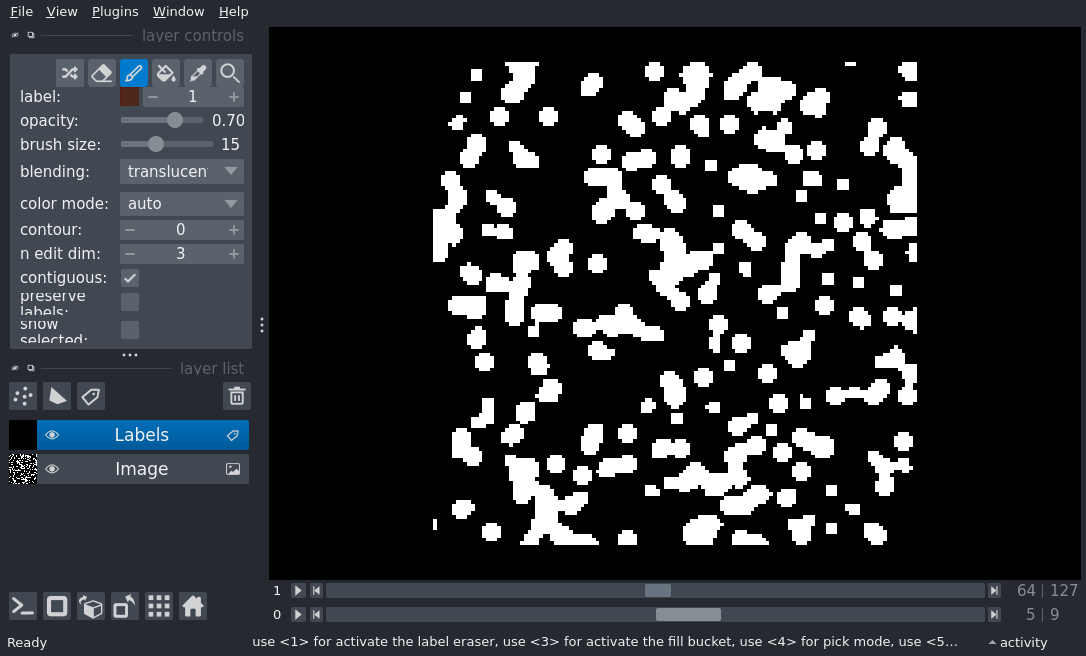 File View Plugins Window Help
layer controls
label: 1
opacity: 0.70
brush size: 15
blending: translucen
color mode: auto
contour: 0
n edit dim: 3
contiguous:
preserve
labels:
show
selected:
layer list
Labels
Image
1 64 | 127
0 5 | 9
Ready use <1> for activate the label eraser, use <3> for activate the fill bucket, use <4> for pick mode, use <5... activity